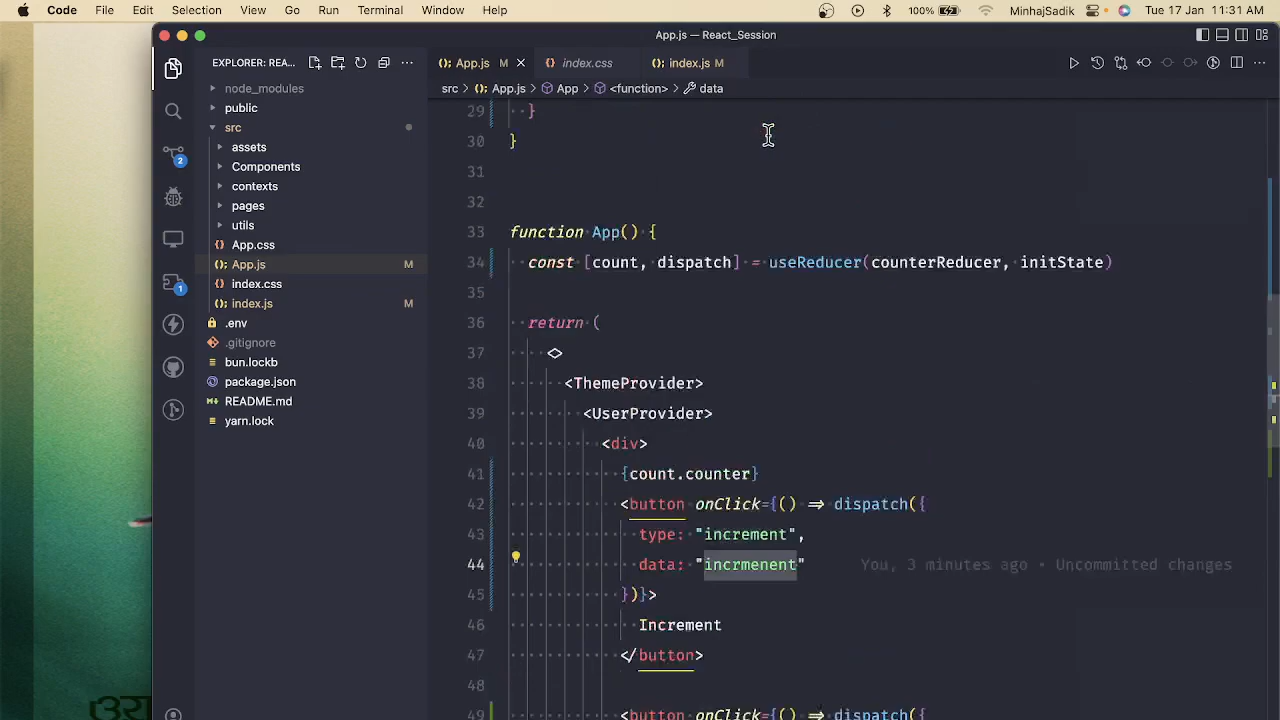 Code File Edit Selection View Go Run Terminal Window Help 100% MinhajSadik Tue 17 Jan 11:31 AM
App.js — React_Session
EXPLORER: REA... App.js M index.css index.js M
src > App.js > App > <function> > data
node_modules
public
src
assets
Components
contexts
pages
utils
App.css
App.js M
index.css
index.js M
.env
.gitignore
bun.lockb
package.json
README.md
yarn.lock
2
1
29 }
30 }
31
32
33 function App() {
34 const [count, dispatch] = useReducer(counterReducer, initState)
35
36 return (
37 <>
38 <ThemeProvider>
39 <UserProvider>
40 <div>
41 {count.counter}
42 <button onClick={() => dispatch({
43 type: "increment",
44 data: "incrmenent" You, 3 minutes ago • Uncommitted changes
45 })}>
46 Increment
47 </button>
48
49 <button onClick={() => dispatch({